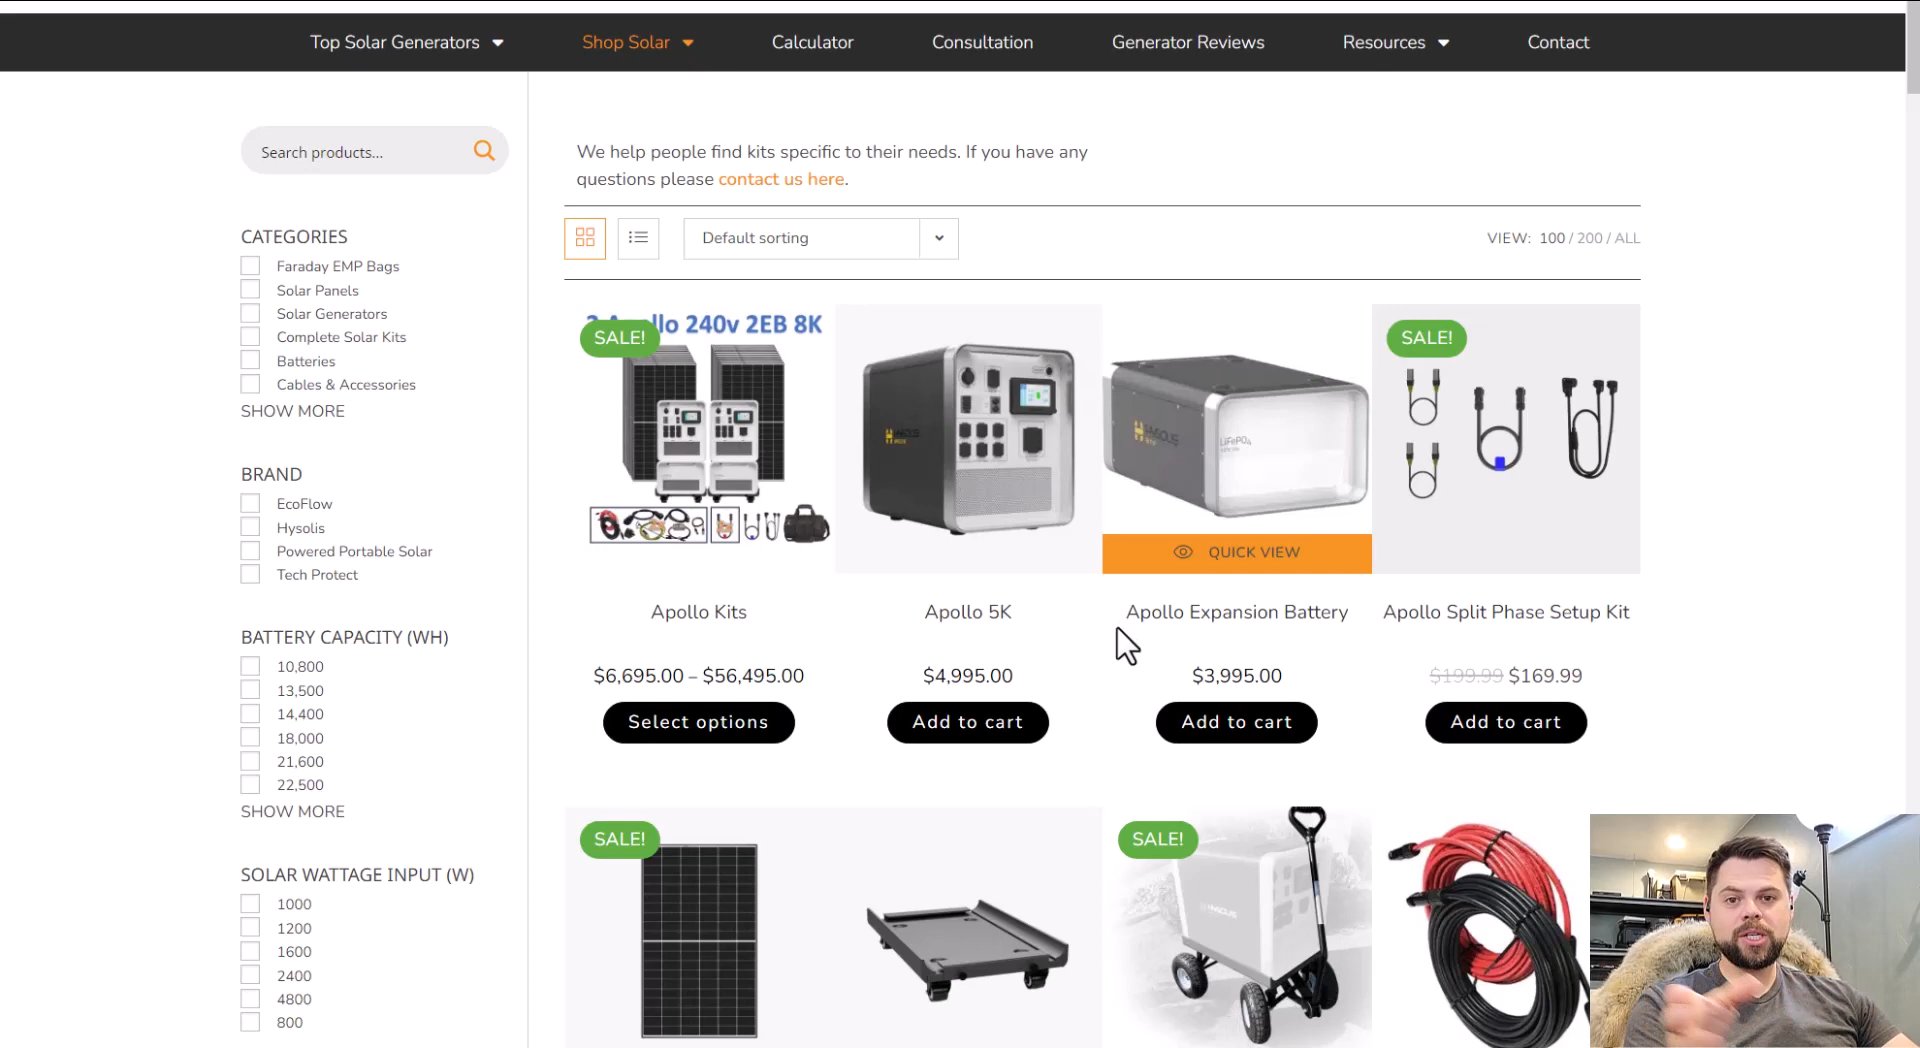 Top Solar Generators
Shop Solar
Calculator
Consultation
Generator Reviews
Resources
Contact
Search products...
CATEGORIES
Faraday EMP Bags
Solar Panels
Solar Generators
Complete Solar Kits
Batteries
Cables & Accessories
SHOW MORE
BRAND
EcoFlow
Hysolis
Powered Portable Solar
Tech Protect
BATTERY CAPACITY (WH)
10,800
13,500
14,400
18,000
21,600
22,500
SHOW MORE
SOLAR WATTAGE INPUT (W)
1000
1200
1600
2400
4800
800
We help people find kits specific to their needs. If you have any
questions please contact us here.
Default sorting
VIEW: 100 / 200 / ALL
240v 2EB 8K
SALE!
SALE!
LiFePO4
QUICK VIEW
Apollo Kits
Apollo 5K
Apollo Expansion Battery
Apollo Split Phase Setup Kit
$6,695.00 – $56,495.00
$4,995.00
$3,995.00
$199.99 $169.99
Select options
Add to cart
Add to cart
Add to cart
SALE!
SALE!